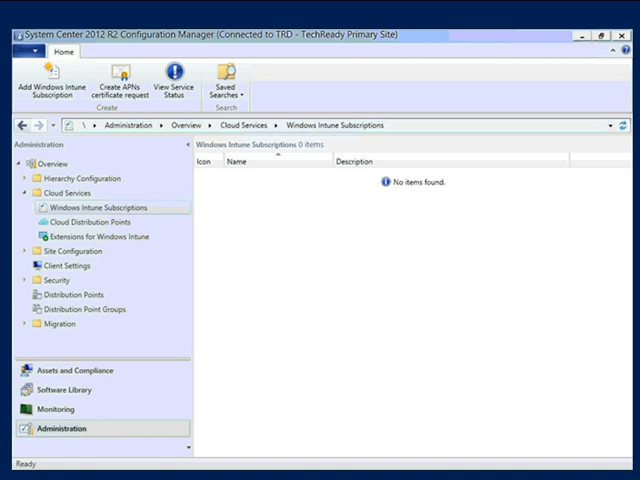 System Center 2012 R2 Configuration Manager (Connected to TRD - TechReady Primary Site)
Home
Add Windows Intune Subscription
Create APNs certificate request
View Service Status
Saved Searches
Create
Search
\ Administration Overview Cloud Services Windows Intune Subscriptions
Administration
Overview
Hierarchy Configuration
Cloud Services
Windows Intune Subscriptions
Cloud Distribution Points
Extensions for Windows Intune
Site Configuration
Client Settings
Security
Distribution Points
Distribution Point Groups
Migration
Assets and Compliance
Software Library
Monitoring
Administration
Windows Intune Subscriptions 0 items
Icon Name Description
No items found.
Ready